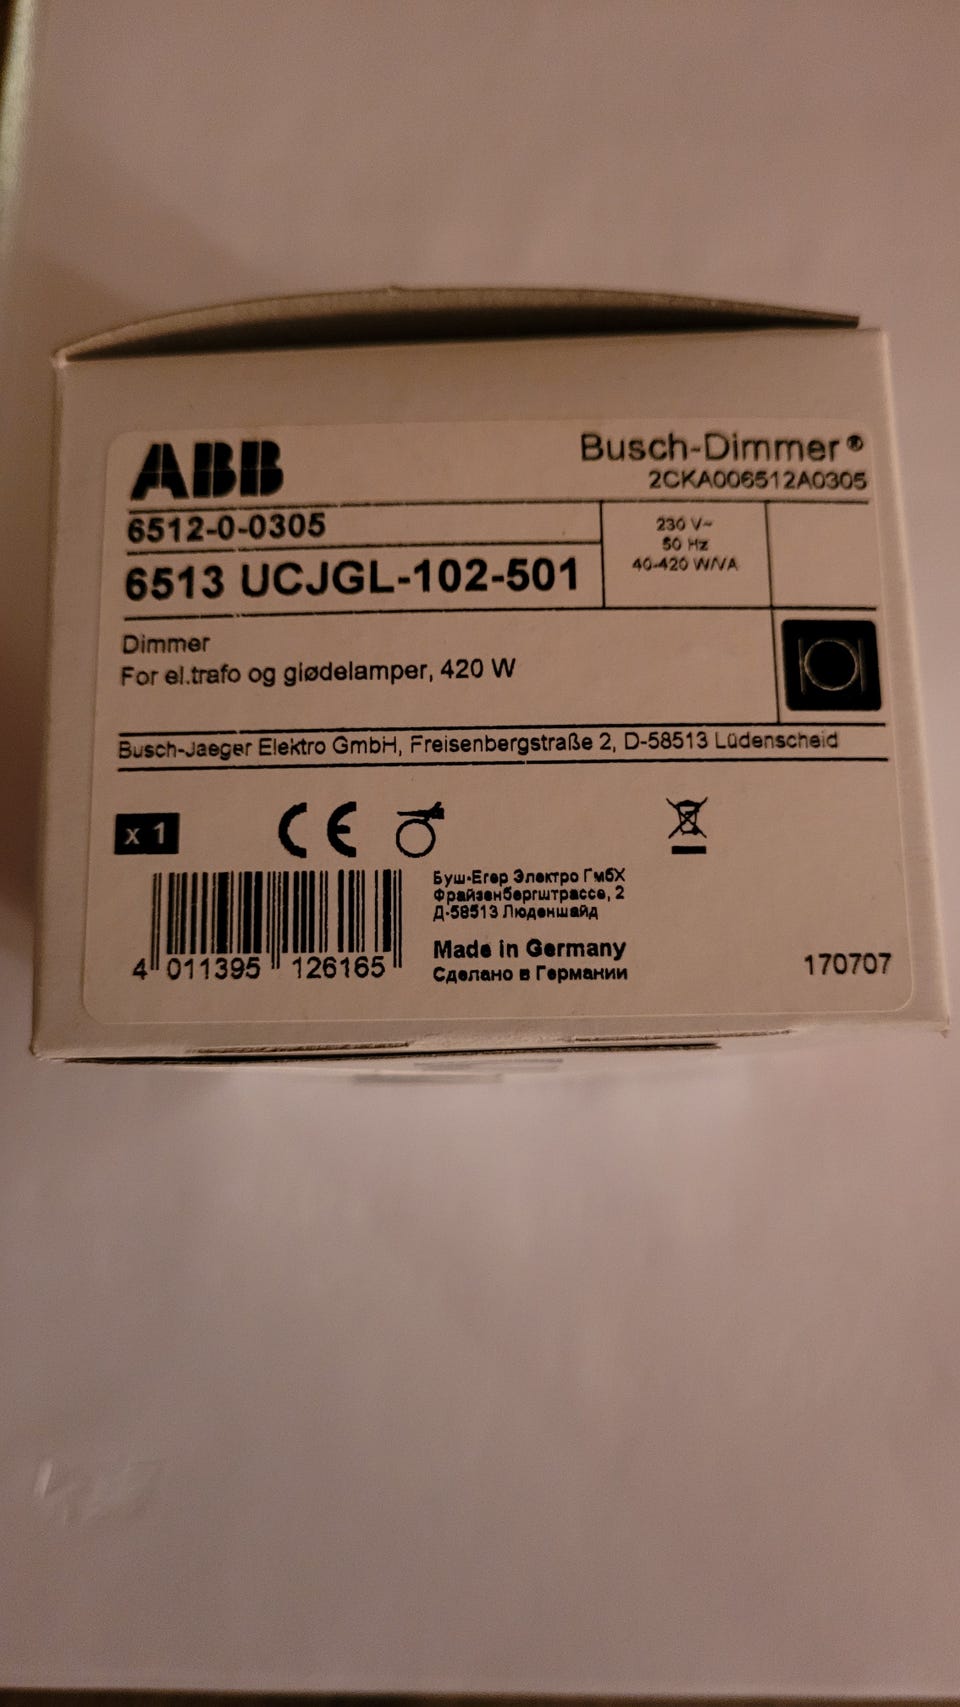 ABB
Busch-Dimmer®
2CKA006512A0305
6512-0-0305
6513 UCJGL-102-501
230 V~
50 Hz
40-420 W/VA
Dimmer
For el.trafo og glødelamper, 420 W
Busch-Jaeger Elektro GmbH, Freisenbergstraße 2, D-58513 Lüdenscheid
x 1
CE
Буш-Егер Электро ГмбХ
Фрайзенбергштрассе, 2
Д-58513 Люденшайд
Made in Germany
Сделано в Германии
4 011395 126165
170707